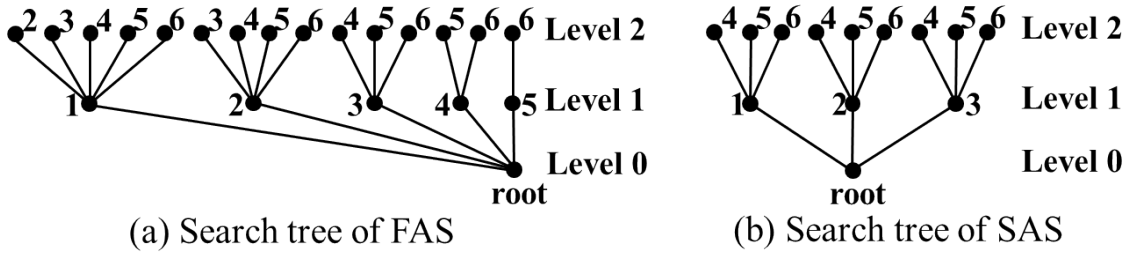 2 3 4 5 6 3 4 5 6 4 5 6 5 6 6 Level 2
1 2 3 4 5 Level 1
Level 0
root
(a) Search tree of FAS
4 5 6 4 5 6 4 5 6 Level 2
1 2 3 Level 1
Level 0
root
(b) Search tree of SAS